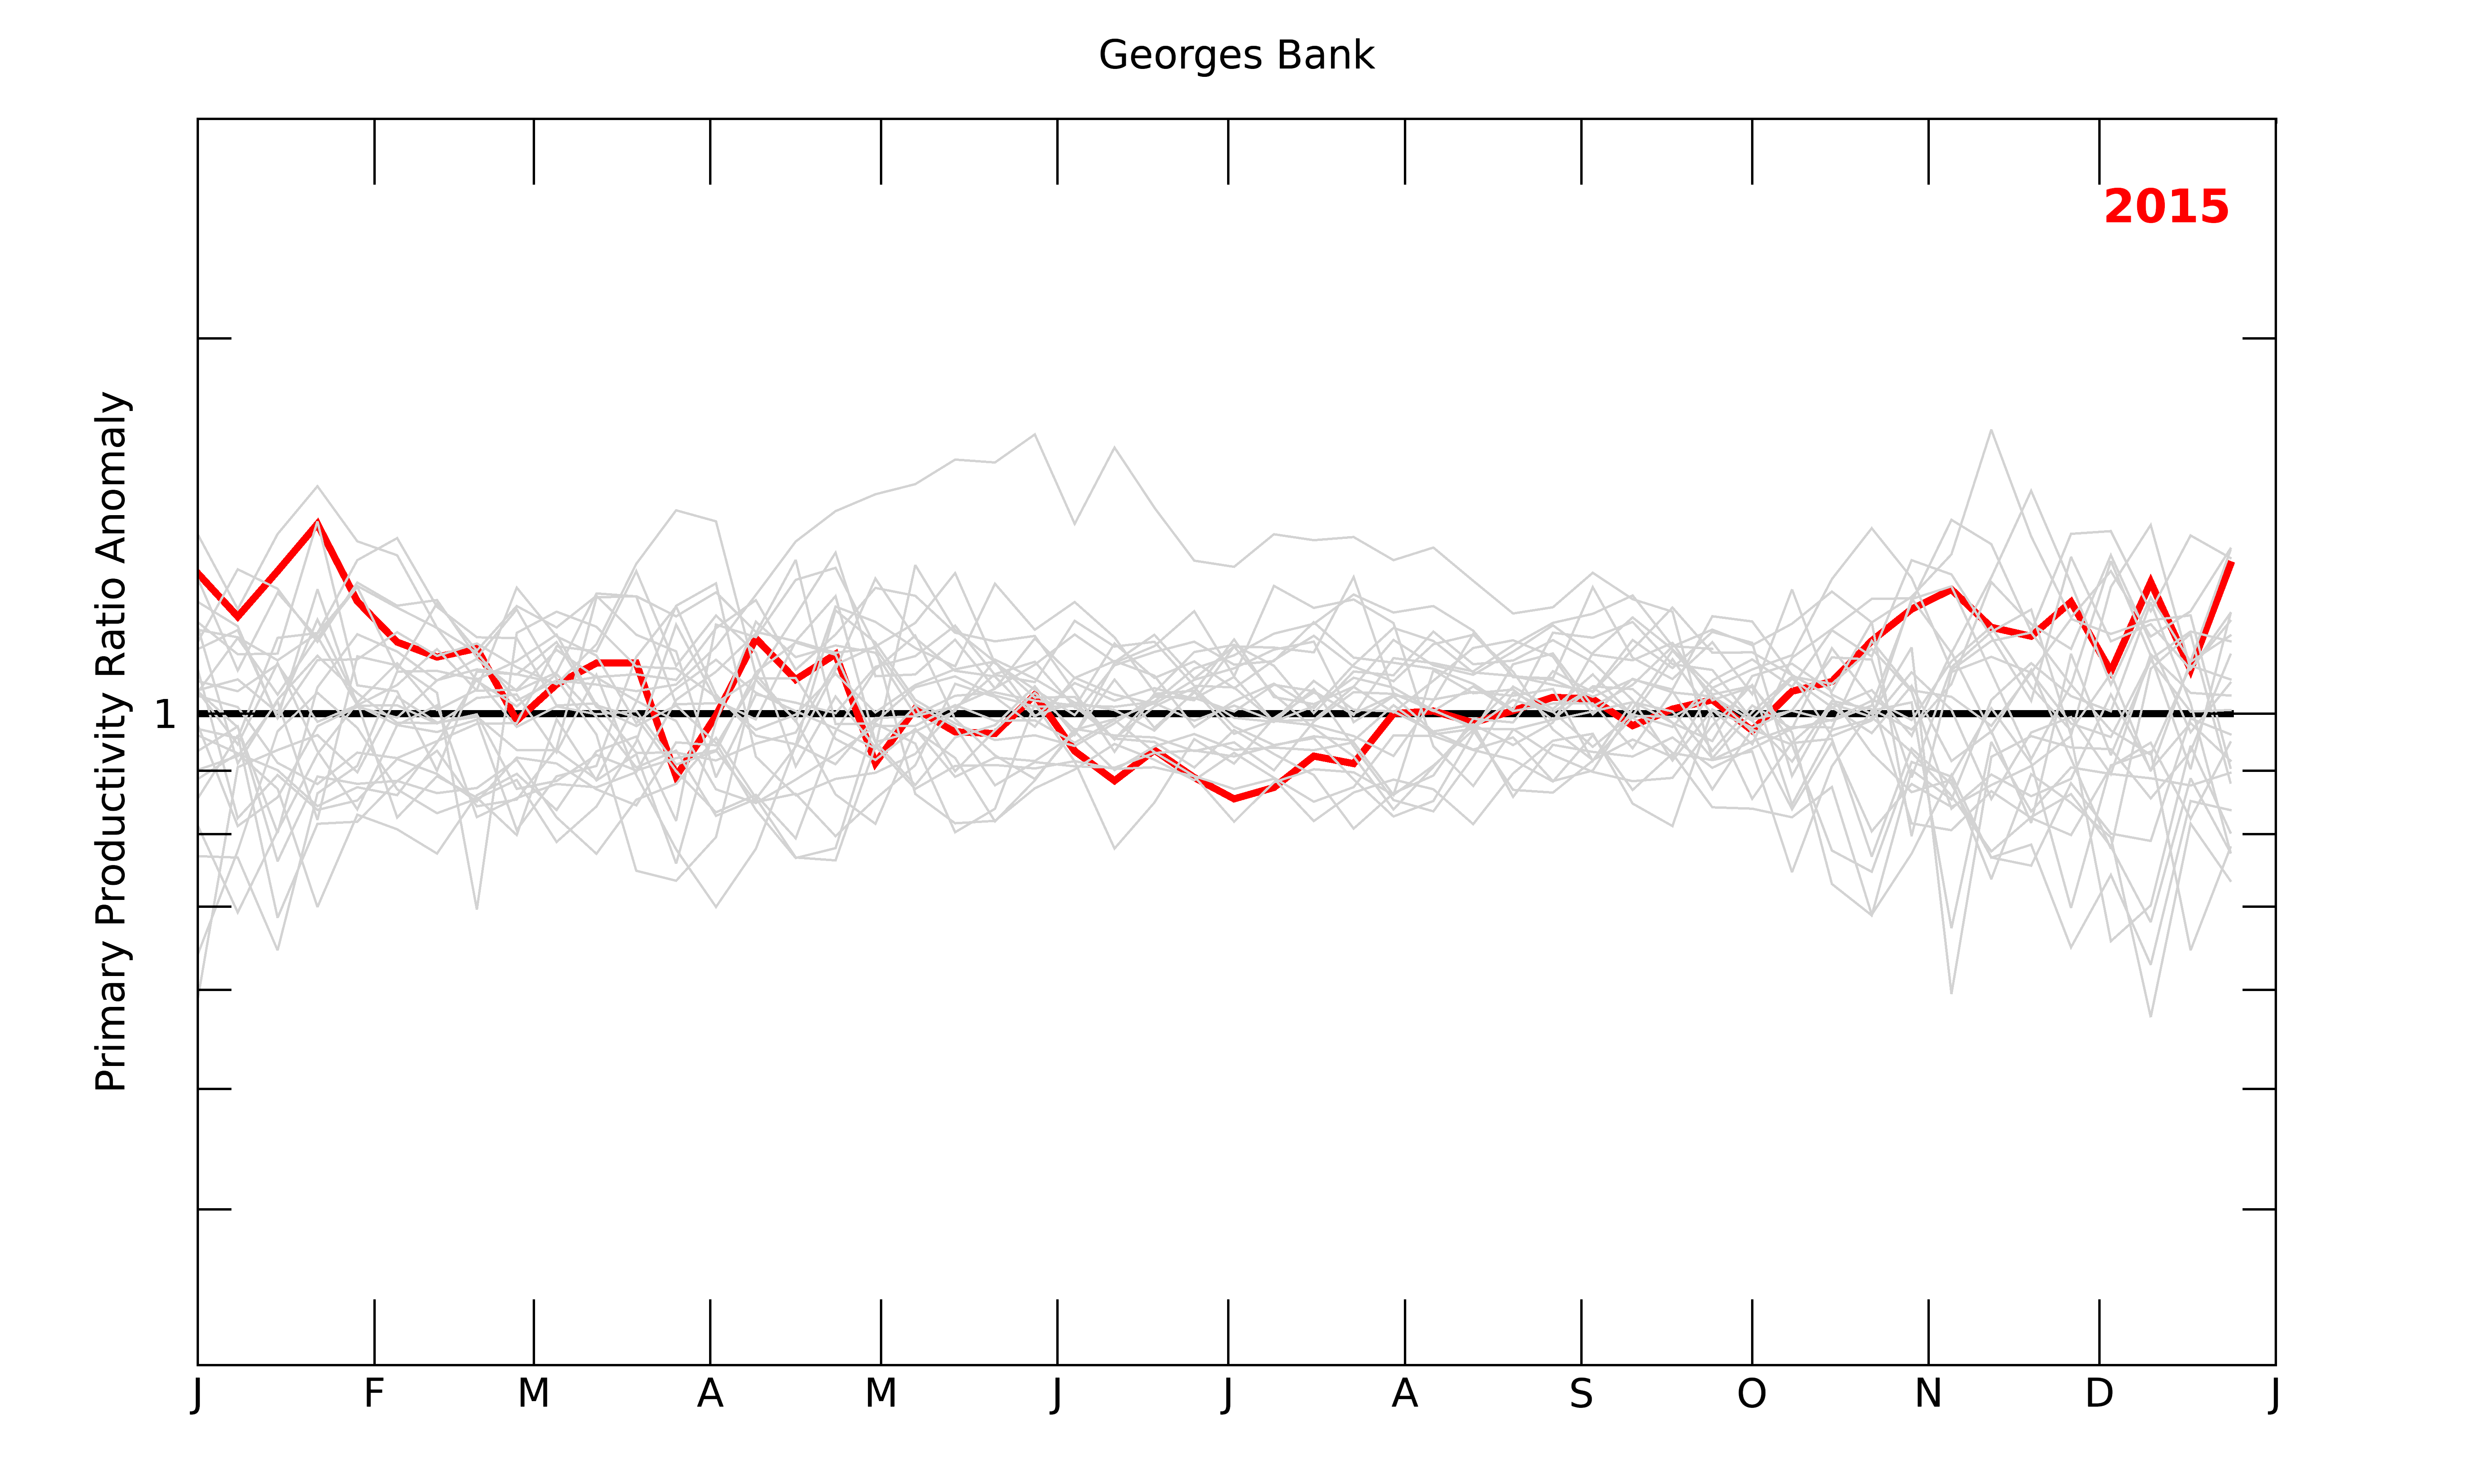 Georges Bank
2015
Primary Productivity Ratio Anomaly
1
J F M A M J J A S O N D J